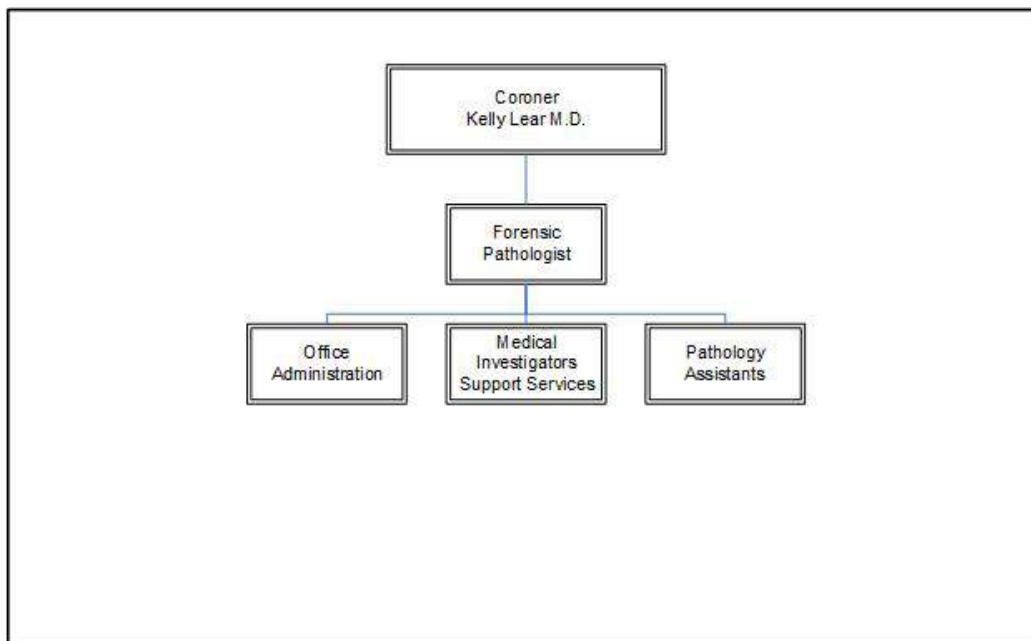 Coroner
Kelly Lear M.D.
Forensic
Pathologist
Office
Administration
Medical
Investigators
Support Services
Pathology
Assistants